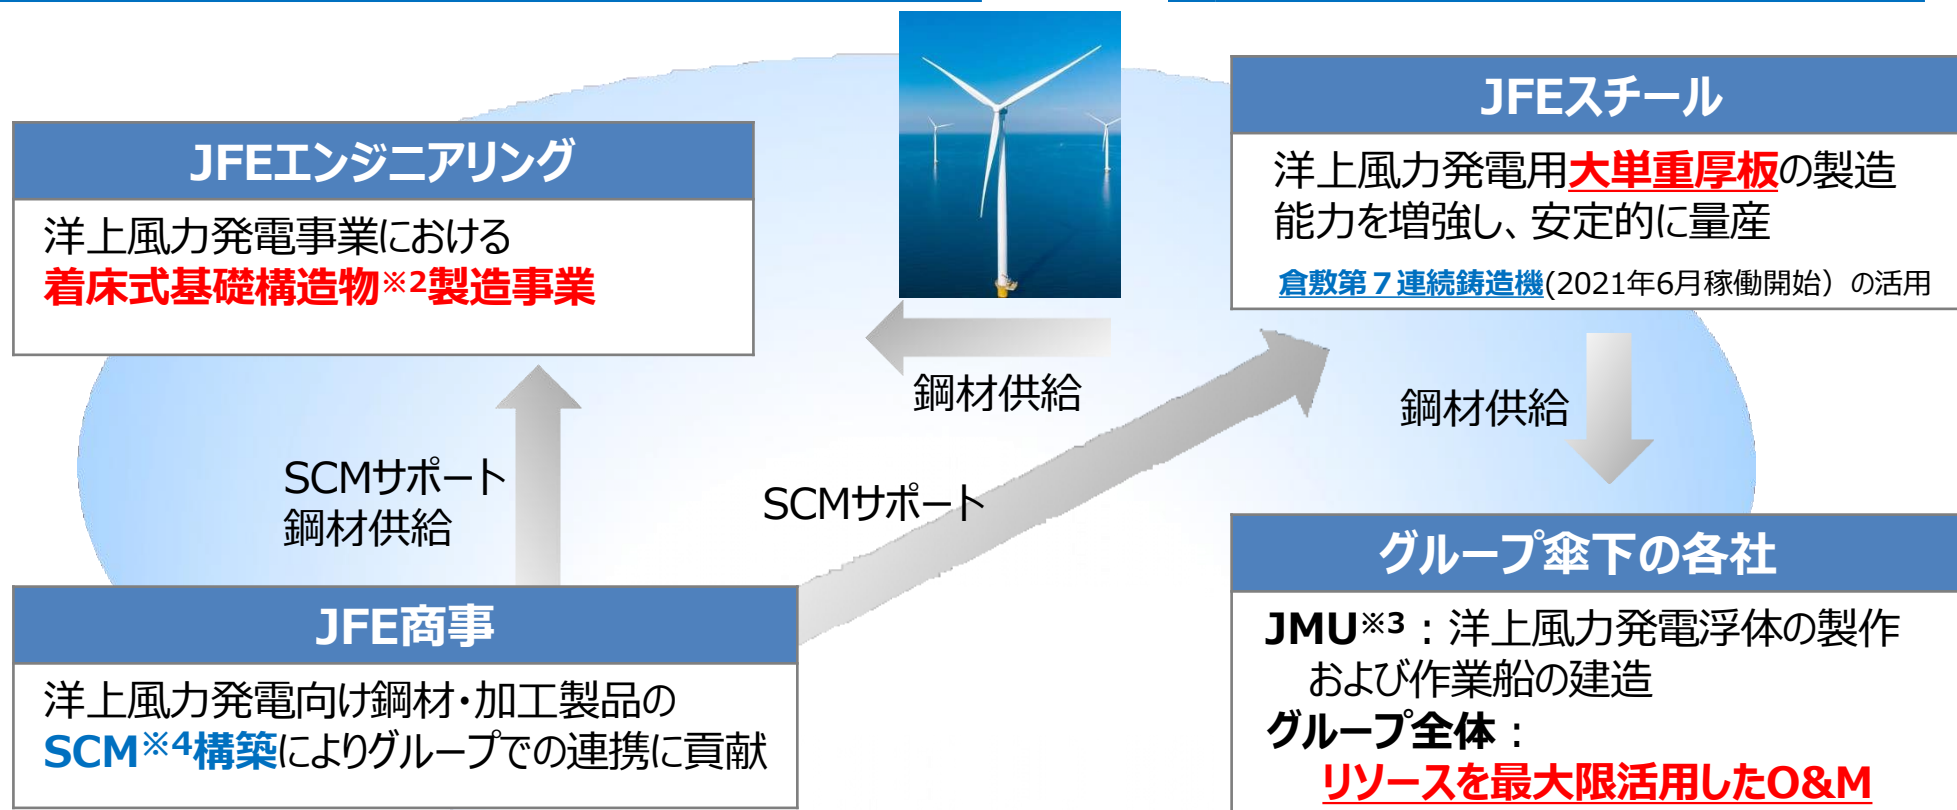 JFEエンジニアリング
洋上風力発電事業における
着床式基礎構造物※2製造事業
JFEスチール
洋上風力発電用大単重厚板の製造
能力を増強し、安定的に量産
倉敷第７連続鋳造機(2021年6月稼働開始）の活用
鋼材供給
鋼材供給
SCMサポート
鋼材供給
SCMサポート
JFE商事
洋上風力発電向け鋼材・加工製品の
SCM※4構築によりグループでの連携に貢献
グループ傘下の各社
JMU※3：洋上風力発電浮体の製作
および作業船の建造
グループ全体：
リソースを最大限活用したO&M